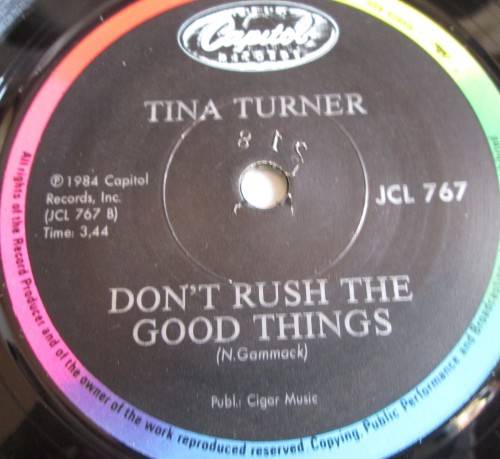 Capitol
RECORDS
TINA TURNER
218
℗ 1984 Capitol
Records, Inc.
(JCL 767 B)
Time: 3,44
JCL 767
DON'T RUSH THE
GOOD THINGS
(N. Gammack)
Publ.: Cigar Music
All rights of the Record Producer and of the owner of the work reproduced reserved. Copying, Public Performance and